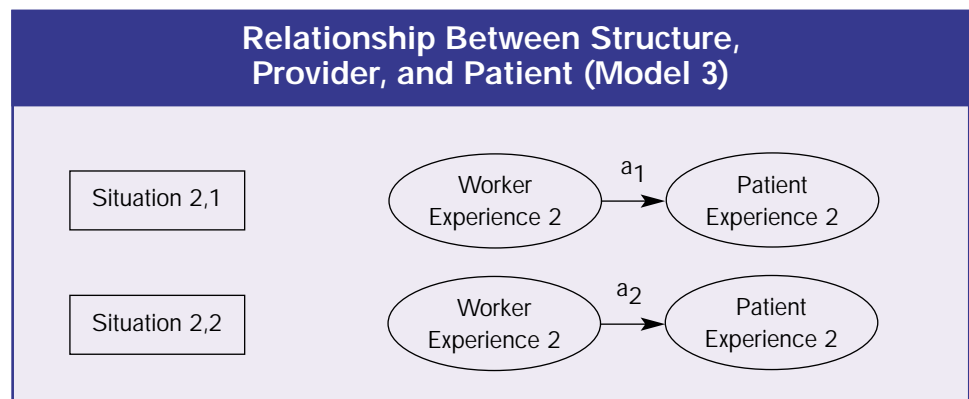 Relationship Between Structure,
Provider, and Patient (Model 3)
Situation 2,1
Worker
Experience 2
a1
Patient
Experience 2
Situation 2,2
Worker
Experience 2
a2
Patient
Experience 2